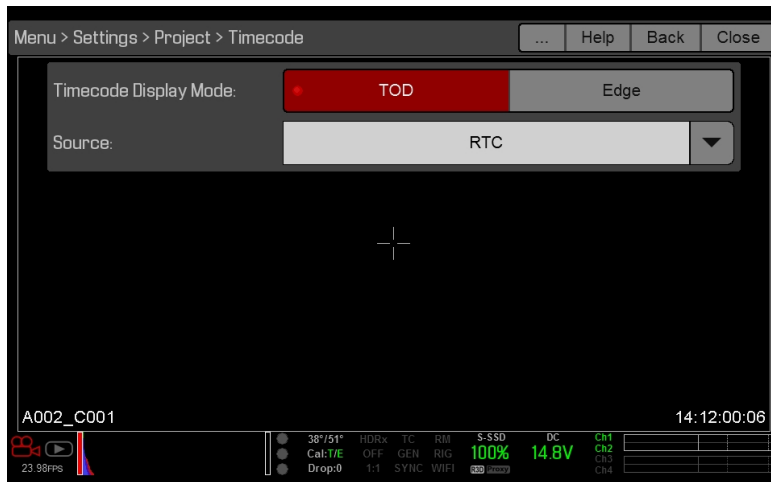 Menu > Settings > Project > Timecode ... Help Back Close
Timecode Display Mode: TOD Edge
Source: RTC
A002_C001 14:12:00:06
38°/51° HDRx TC RM S-SSD DC Ch1
Cal:T/E OFF GEN RIG 100% 14.8V Ch2
23.98FPS Drop:0 1:1 SYNC WIFI R3D Proxy Ch3
Ch4